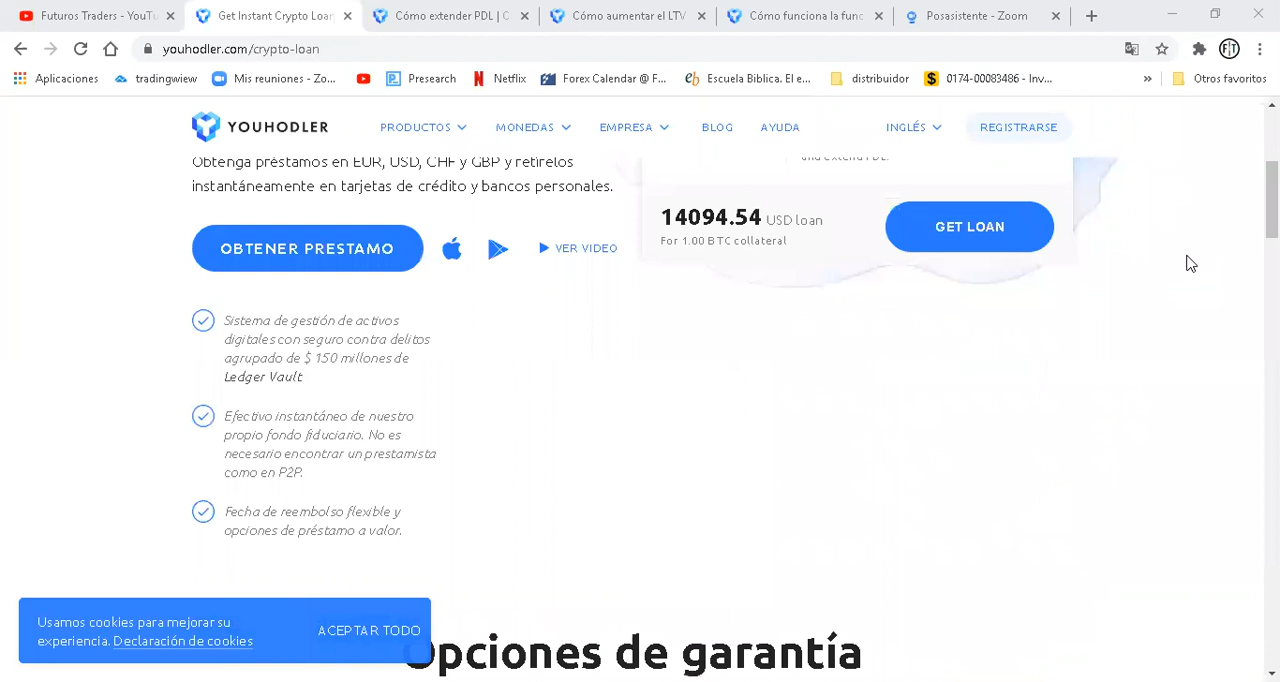 Futuros Traders - YouTu
Get Instant Crypto Loan
Cómo extender PDL | C
Cómo aumentar el LTV
Cómo funciona la func
Posasistente - Zoom
youhodler.com/crypto-loan
F|T
Aplicaciones
tradingwiew
Mis reuniones - Zo...
Presearch
Netflix
Forex Calendar @ F...
Escuela Biblica. El e...
distribuidor
0174-00083486 - Inv...
»
Otros favoritos
YOUHODLER
PRODUCTOS
MONEDAS
EMPRESA
BLOG
AYUDA
INGLÉS
REGISTRARSE
Obtenga préstamos en EUR, USD, CHF y GBP y retírelos
instantáneamente en tarjetas de crédito y bancos personales.
and extend PDL.
14094.54 USD loan
For 1.00 BTC collateral
GET LOAN
OBTENER PRESTAMO
VER VIDEO
Sistema de gestión de activos
digitales con seguro contra delitos
agrupado de $ 150 millones de
Ledger Vault.
Efectivo instantáneo de nuestro
propio fondo fiduciario. No es
necesario encontrar un prestamista
como en P2P.
Fecha de reembolso flexible y
opciones de préstamo a valor.
Usamos cookies para mejorar su
experiencia. Declaración de cookies
ACEPTAR TODO
Opciones de garantía